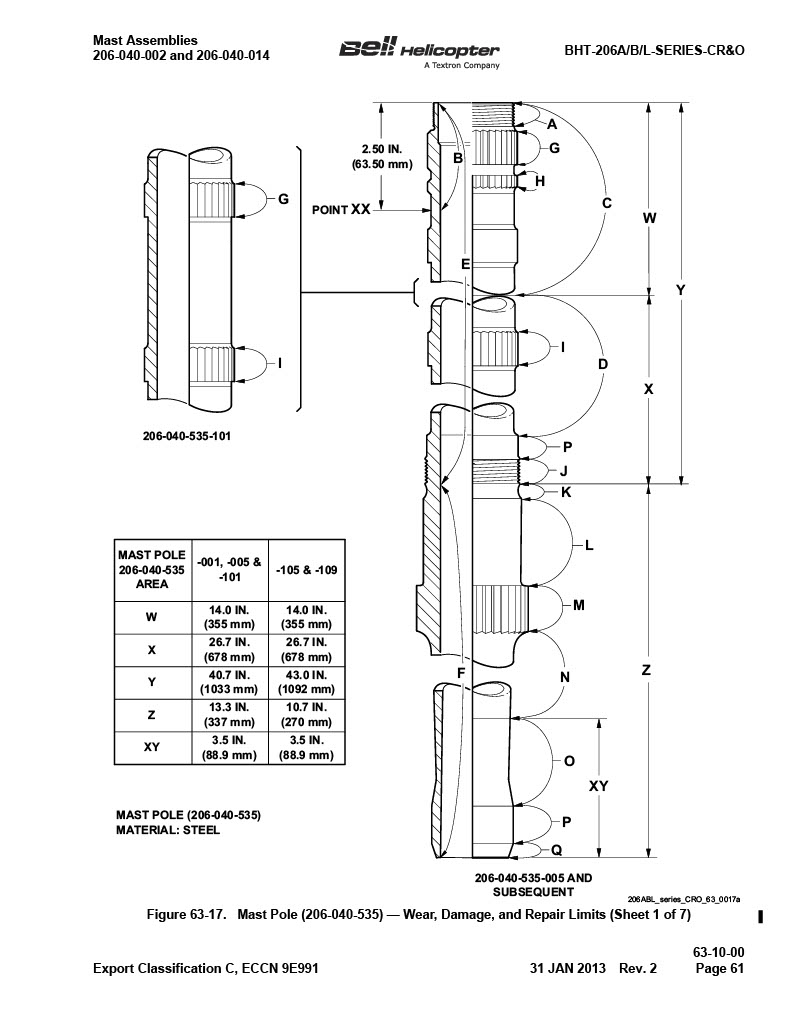 Mast Assemblies
206-040-002 and 206-040-014
Bell Helicopter
A Textron Company
BHT-206A/B/L-SERIES-CR&O
2.50 IN.
(63.50 mm)
POINT XX
A
B
G
H
C
W
E
Y
G
I
206-040-535-101
I
D
X
P
J
K
L
M
N
F
Z
O
XY
P
Q
MAST POLE
206-040-535
AREA
-001, -005 &
-101
-105 & -109
W
14.0 IN.
(355 mm)
14.0 IN.
(355 mm)
X
26.7 IN.
(678 mm)
26.7 IN.
(678 mm)
Y
40.7 IN.
(1033 mm)
43.0 IN.
(1092 mm)
Z
13.3 IN.
(337 mm)
10.7 IN.
(270 mm)
XY
3.5 IN.
(88.9 mm)
3.5 IN.
(88.9 mm)
MAST POLE (206-040-535)
MATERIAL: STEEL
206-040-535-005 AND
SUBSEQUENT
206ABL_series_CRO_63_0017a
Figure 63-17. Mast Pole (206-040-535) — Wear, Damage, and Repair Limits (Sheet 1 of 7)
63-10-00
Export Classification C, ECCN 9E991
31 JAN 2013 Rev. 2 Page 61